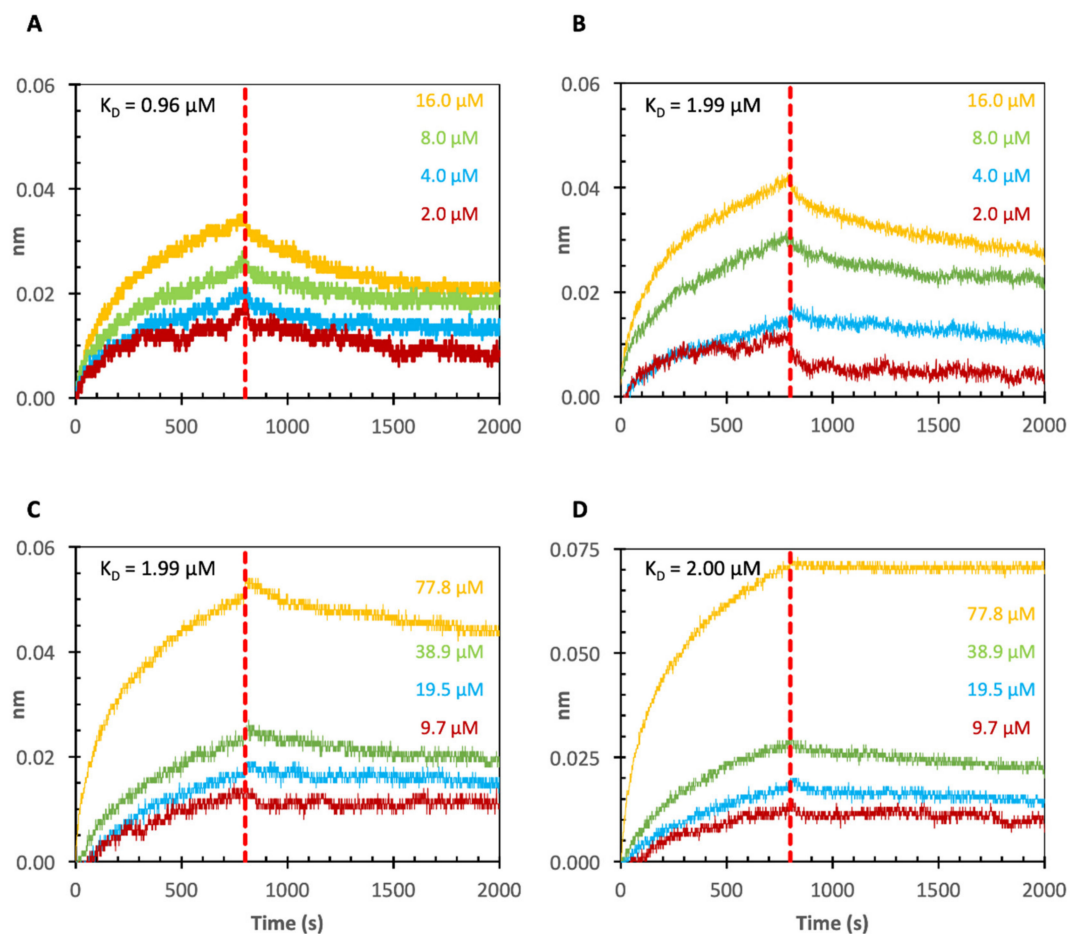 A
B
0.06
0.04
0.02
0.00
nm
K_D = 0.96 µM
16.0 µM
8.0 µM
4.0 µM
2.0 µM
0
500
1000
1500
2000
0.06
0.04
0.02
0.00
nm
K_D = 1.99 µM
16.0 µM
8.0 µM
4.0 µM
2.0 µM
0
500
1000
1500
2000
C
D
0.06
0.04
0.02
0.00
nm
K_D = 1.99 µM
77.8 µM
38.9 µM
19.5 µM
9.7 µM
0
500
1000
1500
2000
Time (s)
0.075
0.050
0.025
0.000
nm
K_D = 2.00 µM
77.8 µM
38.9 µM
19.5 µM
9.7 µM
0
500
1000
1500
2000
Time (s)